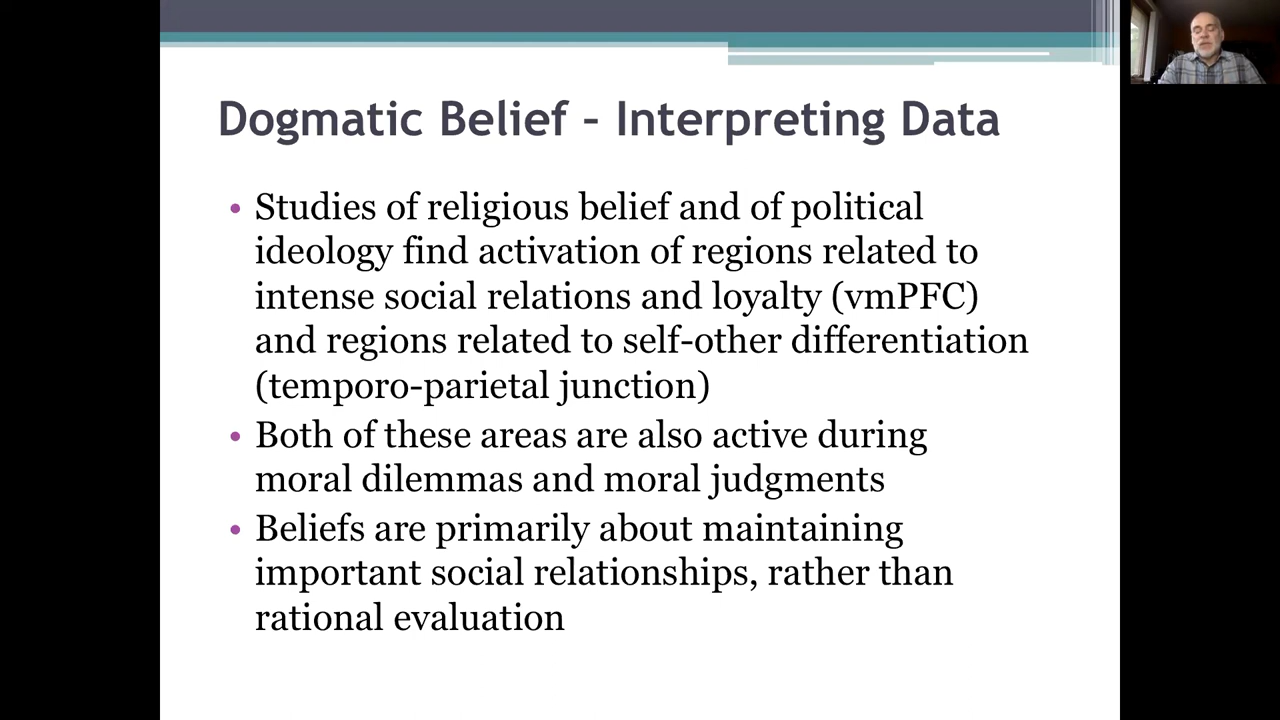 Dogmatic Belief – Interpreting Data
• Studies of religious belief and of political
ideology find activation of regions related to
intense social relations and loyalty (vmPFC)
and regions related to self-other differentiation
(temporo-parietal junction)
• Both of these areas are also active during
moral dilemmas and moral judgments
• Beliefs are primarily about maintaining
important social relationships, rather than
rational evaluation